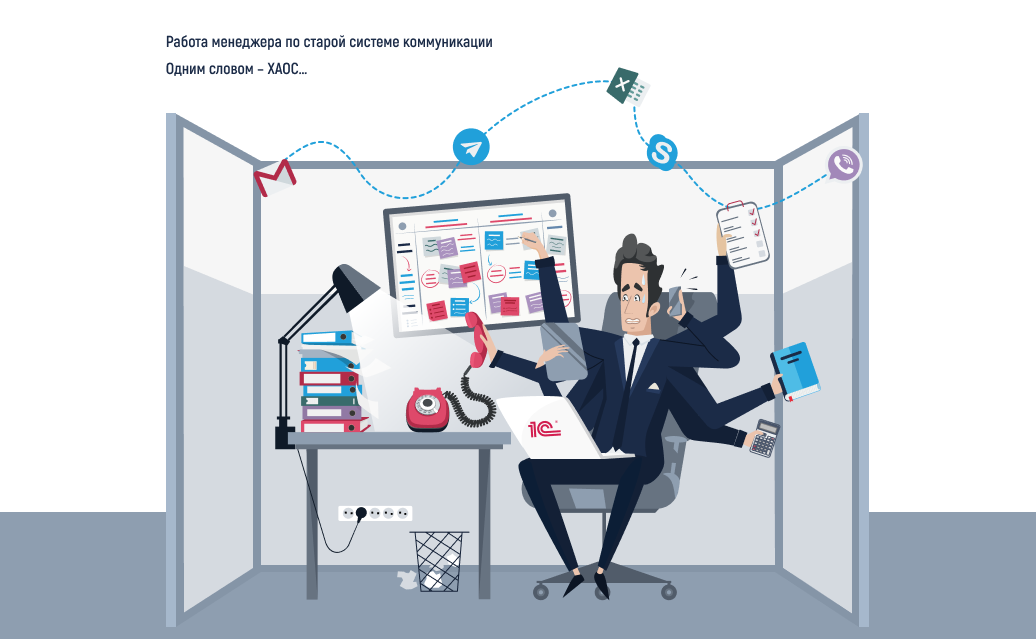 Работа менеджера по старой системе коммуникации
Одним словом – ХАОС...
X
S
1С